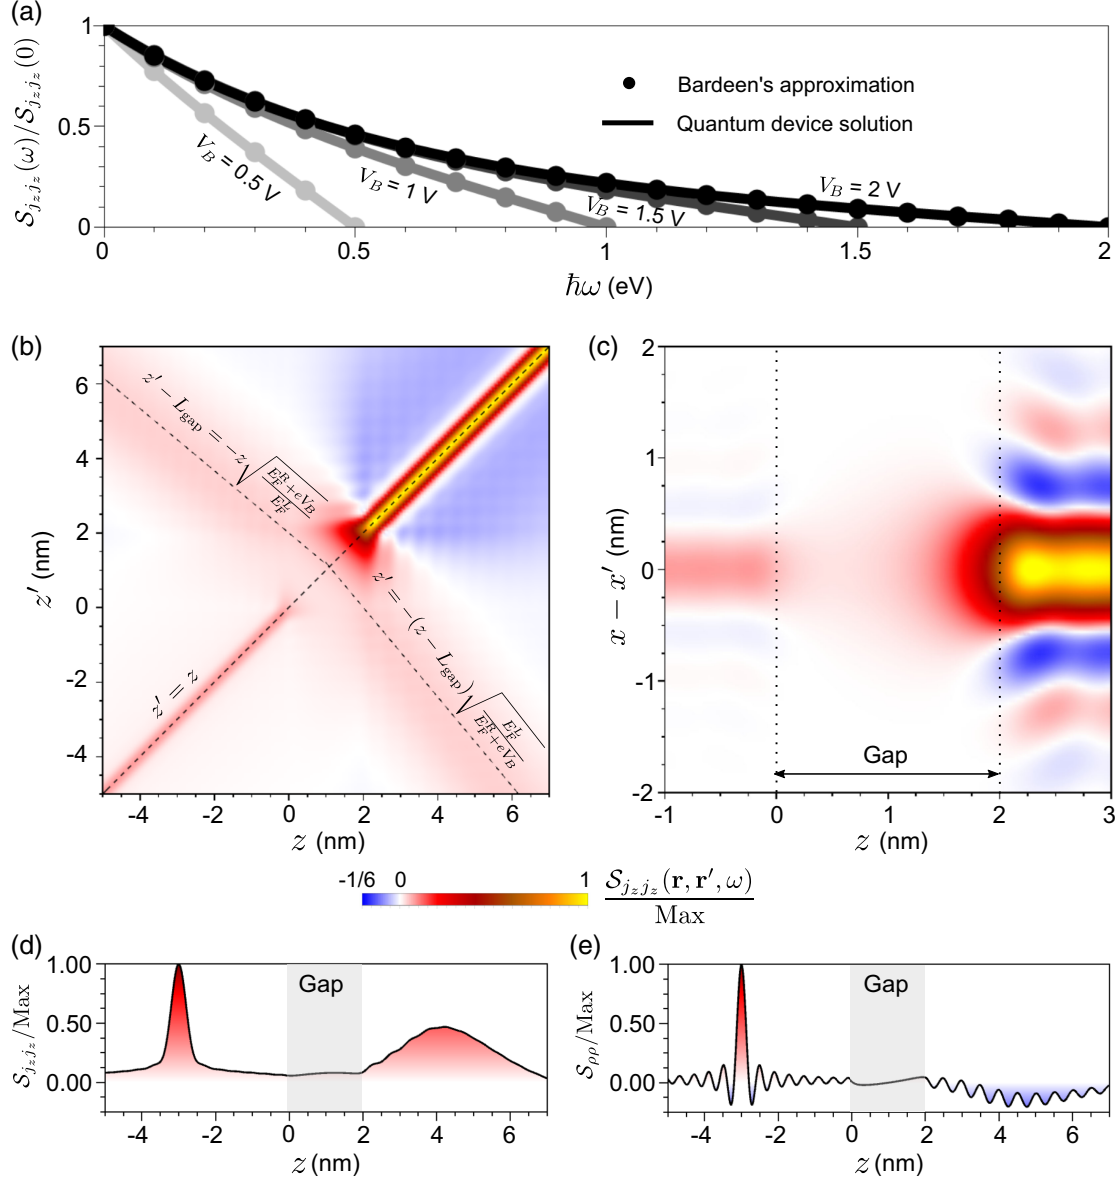 (a)
𝒮_{j_z j_z}(ω)/𝒮_{j_z j_z}(0)
1
0.5
0
Bardeen's approximation
Quantum device solution
V_B = 0.5 V
V_B = 1 V
V_B = 1.5 V
V_B = 2 V
0 0.5 1 1.5 2
ħω (eV)
(b)
z′ (nm)
6
4
2
0
-2
-4
z′ − L_gap = −z√((E_F^R + eV_B)/E_F^L)
z′ = −(z − L_gap)√(E_F^L/(E_F^R + eV_B))
z′ = z
-4 -2 0 2 4 6
z (nm)
(c)
x − x′ (nm)
2
1
0
-1
-2
Gap
-1 0 1 2 3
z (nm)
-1/6 0 1
𝒮_{j_z j_z}(r, r′, ω)
Max
(d)
𝒮_{j_z j_z}/Max
1.00
0.50
0.00
Gap
-4 -2 0 2 4 6
z (nm)
(e)
𝒮_{ρρ}/Max
1.00
0.50
0.00
Gap
-4 -2 0 2 4 6
z (nm)